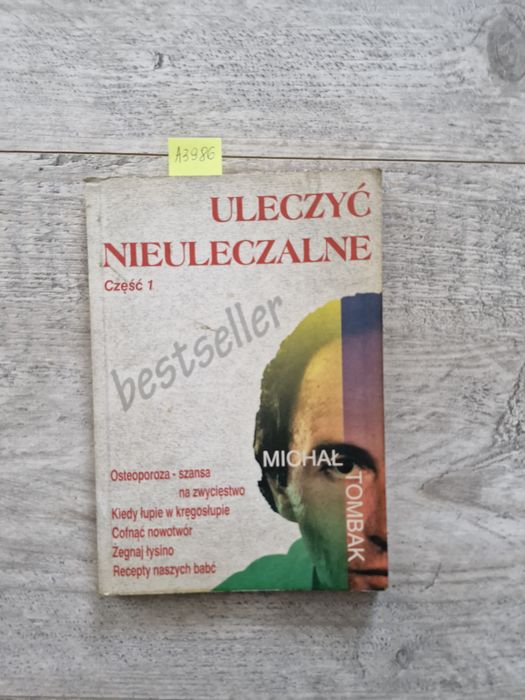 A3986
ULECZYĆ
NIEULECZALNE
Część 1
bestseller
MICHAŁ
TOMBAK
Osteoporoza - szansa
na zwycięstwo
Kiedy łupie w kręgosłupie
Cofnąć nowotwór
Żegnaj łysino
Recepty naszych babć